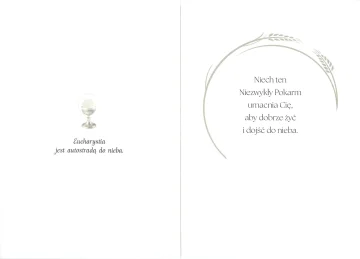 Eucharystia
jest autostradą do nieba.
Niech ten
Niezwykły Pokarm
umacnia Cię,
aby dobrze żyć
i dojść do nieba.